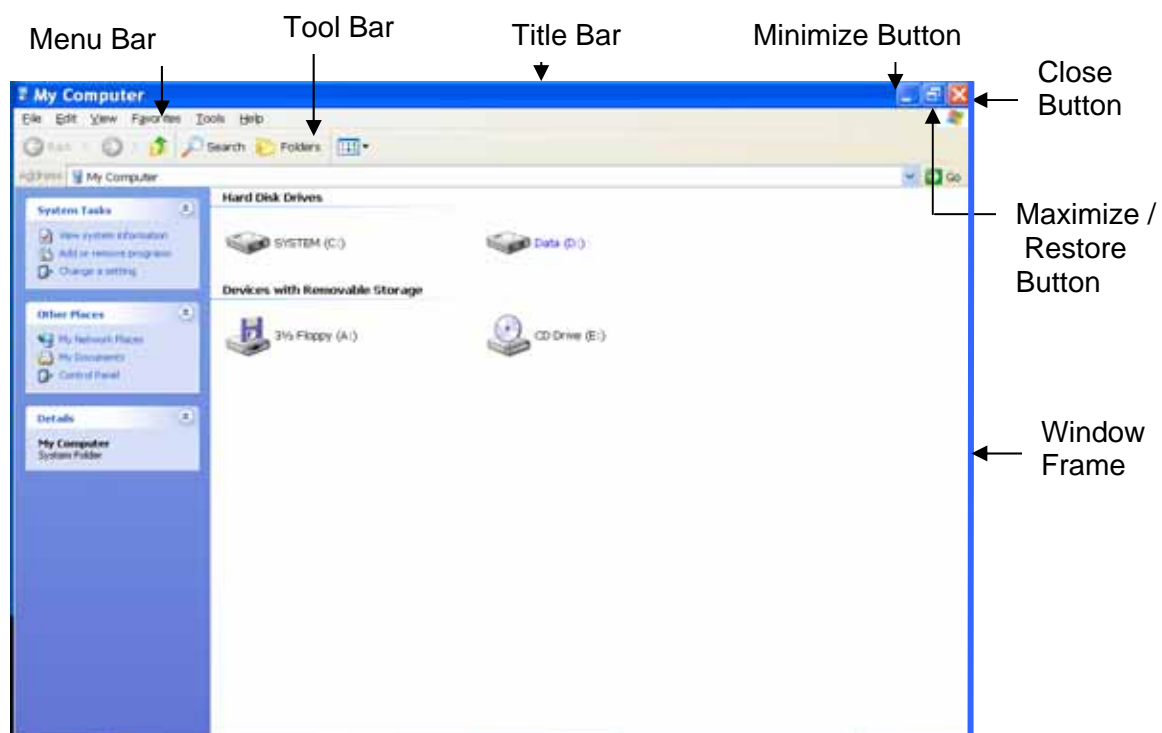 Menu Bar
Tool Bar
Title Bar
Minimize Button
Close
Button
My Computer
File Edit View Favorites Tools Help
Back
Search Folders
Address My Computer Go
Maximize /
Restore
Button
System Tasks
View system information
Add or remove programs
Change a setting
Other Places
My Network Places
My Documents
Control Panel
Details
My Computer
System Folder
Hard Disk Drives
SYSTEM (C:) Data (D:)
Devices with Removable Storage
3½ Floppy (A:) CD Drive (E:)
Window
Frame